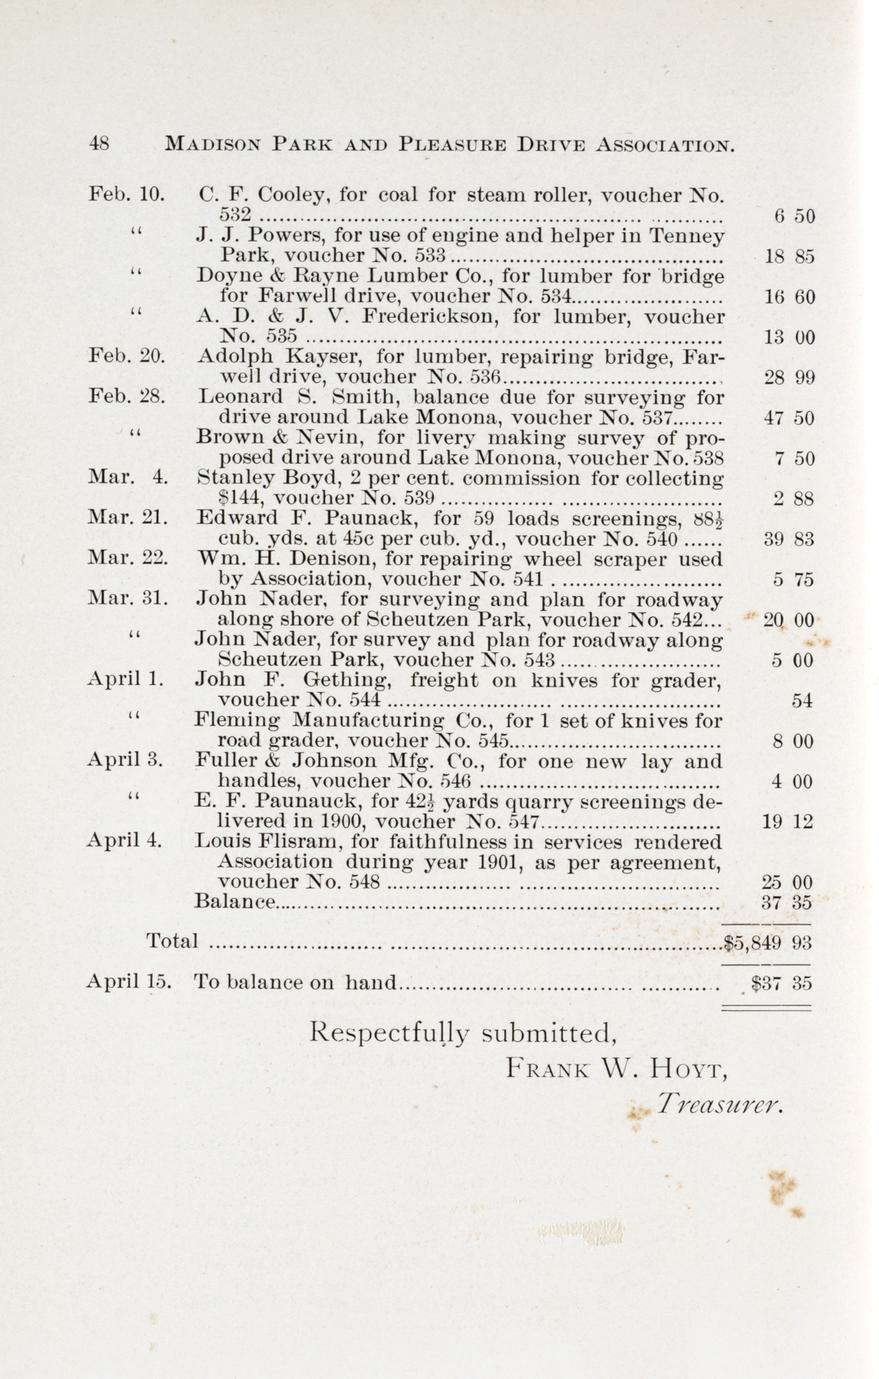 48 MADISON PARK AND PLEASURE DRIVE ASSOCIATION.
Feb. 10. C. F. Cooley, for coal for steam roller, voucher No.
532 ........ 6 50
“ J. J. Powers, for use of engine and helper in Tenney
Park, voucher No. 533 ........ 18 85
“ Doyne & Rayne Lumber Co., for lumber for bridge
for Farwell drive, voucher No. 534........ 16 60
“ A. D. & J. V. Frederickson, for lumber, voucher
No. 535 ........ 13 00
Feb. 20. Adolph Kayser, for lumber, repairing bridge, Far-
well drive, voucher No. 536........ 28 99
Feb. 28. Leonard S. Smith, balance due for surveying for
drive around Lake Monona, voucher No. 537........ 47 50
“ Brown & Nevin, for livery making survey of pro-
posed drive around Lake Monona, voucher No. 538 7 50
Mar. 4. Stanley Boyd, 2 per cent. commission for collecting
$144, voucher No. 539 ........ 2 88
Mar. 21. Edward F. Paunack, for 59 loads screenings, 88½
cub. yds. at 45c per cub. yd., voucher No. 540 ...... 39 83
Mar. 22. Wm. H. Denison, for repairing wheel scraper used
by Association, voucher No. 541 ........ 5 75
Mar. 31. John Nader, for surveying and plan for roadway
along shore of Scheutzen Park, voucher No. 542... 20 00
“ John Nader, for survey and plan for roadway along
Scheutzen Park, voucher No. 543 ........ 5 00
April 1. John F. Gething, freight on knives for grader,
voucher No. 544 ........ 54
“ Fleming Manufacturing Co., for 1 set of knives for
road grader, voucher No. 545........ 8 00
April 3. Fuller & Johnson Mfg. Co., for one new lay and
handles, voucher No. 546 ........ 4 00
“ E. F. Paunauck, for 42½ yards quarry screenings de-
livered in 1900, voucher No. 547........ 19 12
April 4. Louis Flisram, for faithfulness in services rendered
Association during year 1901, as per agreement,
voucher No. 548 ........ 25 00
Balance........ 37 35
Total ........ $5,849 93
April 15. To balance on hand........ $37 35
Respectfully submitted,
FRANK W. HOYT,
Treasurer.